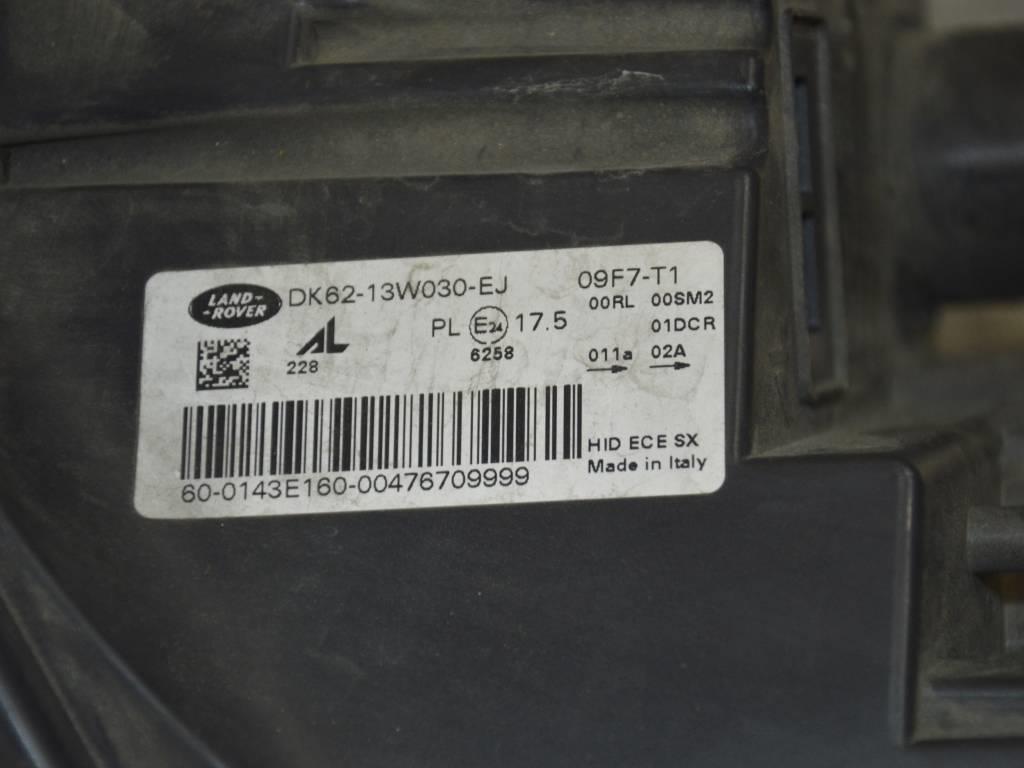 LAND-
-ROVER
DK62-13W030-EJ
09F7-T1
00RL 00SM2
PL E24 17.5
01DCR
AL
6258
228
011a 02A
HID ECE SX
Made in Italy
60-0143E160-00476709999